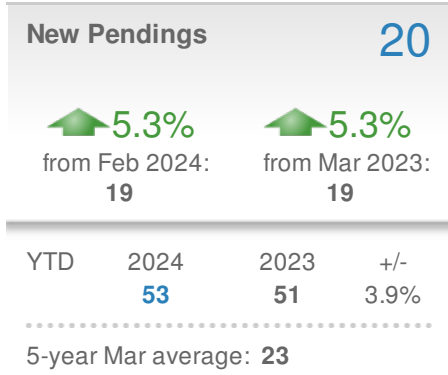 New Pendings 20
5.3% 5.3%
from Feb 2024: from Mar 2023:
19 19
YTD 2024 2023 +/-
53 51 3.9%
5-year Mar average: 23